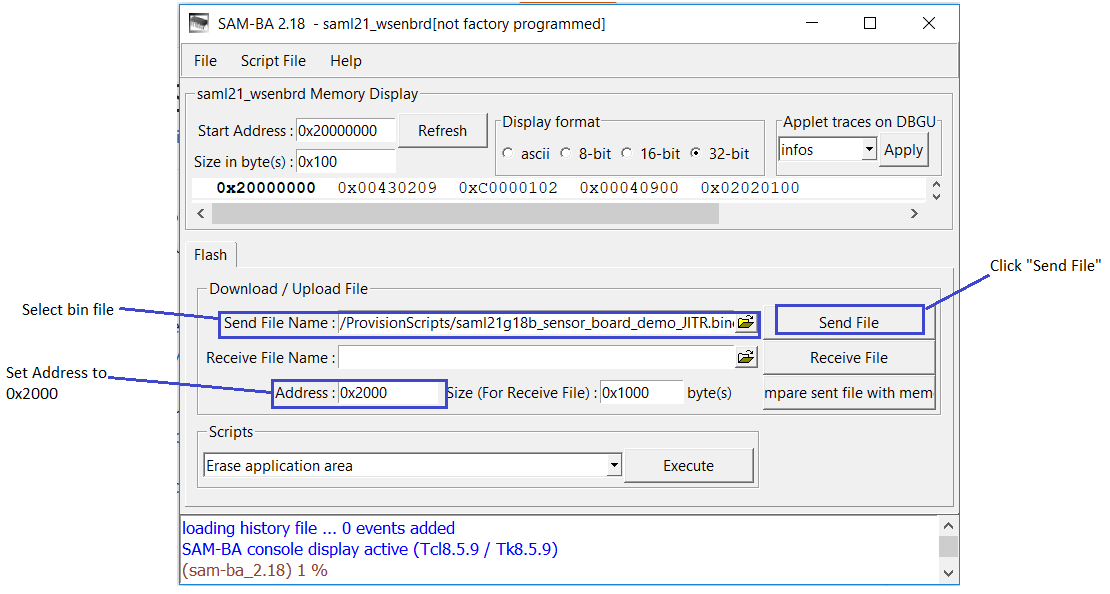 SAM-BA 2.18 - saml21_wsenbrd[not factory programmed]
File Script File Help
saml21_wsenbrd Memory Display
Start Address : 0x20000000 Refresh
Size in byte(s) : 0x100
Display format
ascii 8-bit 16-bit 32-bit
Applet traces on DBGU
infos Apply
0x20000000 0x00430209 0xC0000102 0x00040900 0x02020100
Flash
Download / Upload File
Send File Name : /ProvisionScripts/saml21g18b_sensor_board_demo_JITR.bin Send File
Receive File Name : Receive File
Address : 0x2000 Size (For Receive File) : 0x1000 byte(s) mpare sent file with mem
Scripts
Erase application area Execute
loading history file ... 0 events added
SAM-BA console display active (Tcl8.5.9 / Tk8.5.9)
(sam-ba_2.18) 1 %
Select bin file
Set Address to
0x2000
Click "Send File"